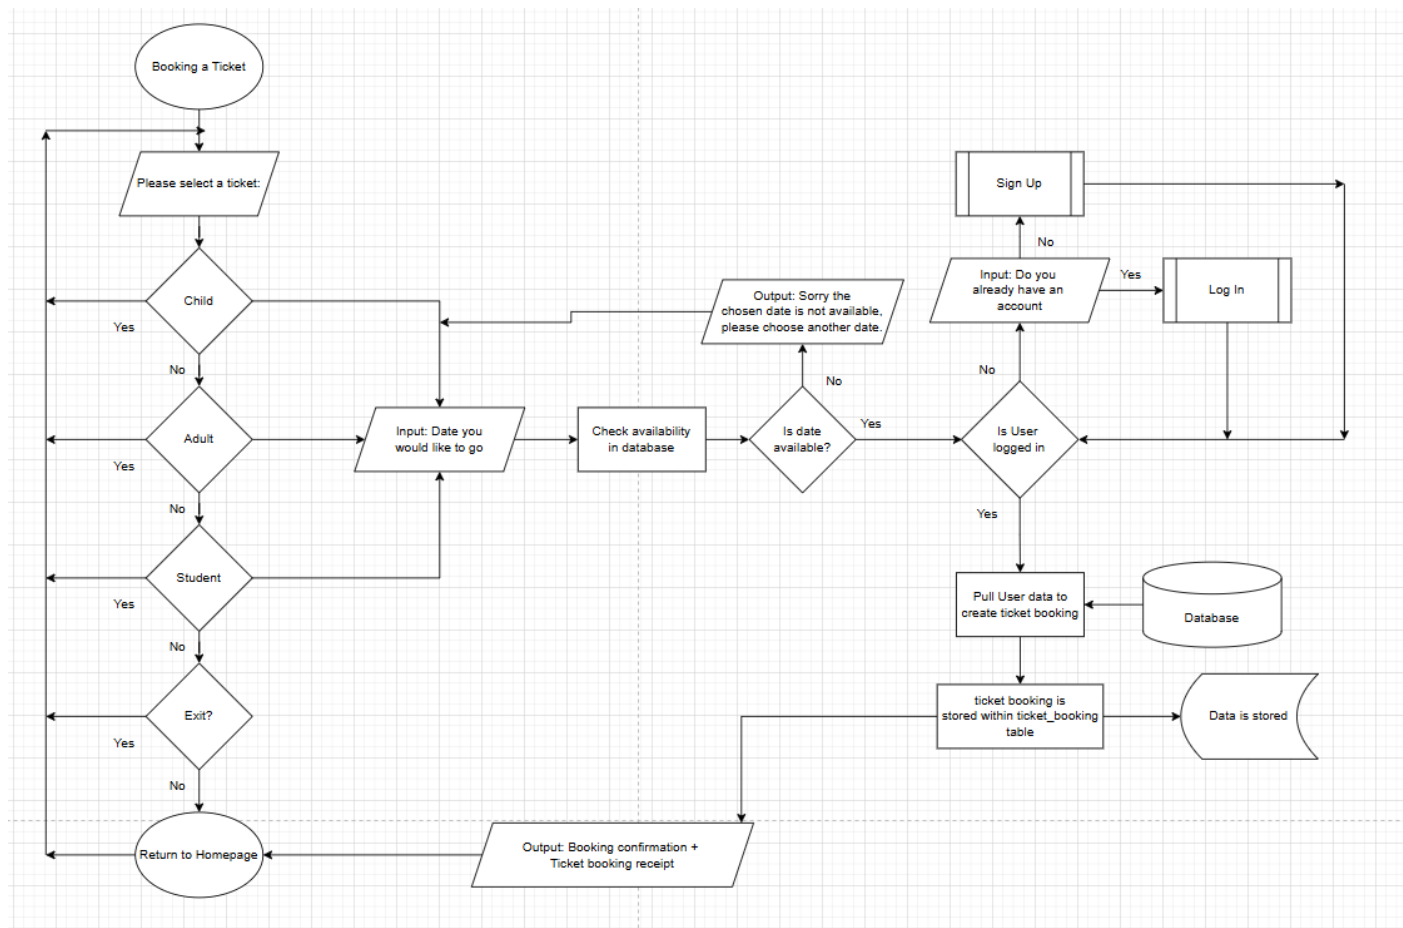 Booking a Ticket
Please select a ticket:
Child
Yes
No
Adult
Yes
No
Student
Yes
No
Exit?
Yes
No
Return to Homepage
Input: Date you
would like to go
Check availability
in database
Output: Sorry the
chosen date is not available,
please choose another date.
No
Is date
available?
Yes
Sign Up
No
Input: Do you
already have an
account
Yes
Log In
No
Is User
logged in
Yes
Pull User data to
create ticket booking
Database
ticket booking is
stored within ticket_booking
table
Data is stored
Output: Booking confirmation +
Ticket booking receipt